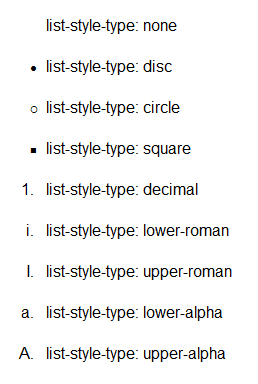 list-style-type: none
• list-style-type: disc
○ list-style-type: circle
▪ list-style-type: square
1. list-style-type: decimal
i. list-style-type: lower-roman
I. list-style-type: upper-roman
a. list-style-type: lower-alpha
A. list-style-type: upper-alpha